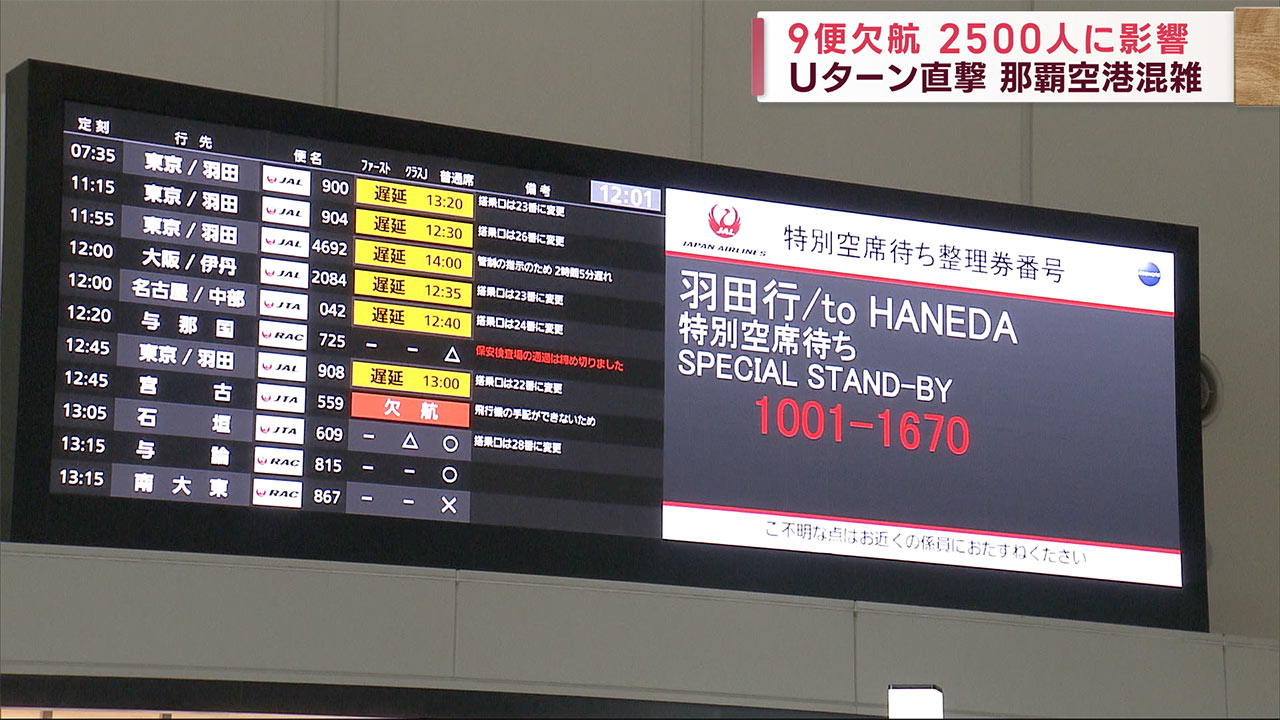 9便欠航 2500人に影響
Uターン直撃 那覇空港混雑
定刻 行先 便名 ファースト クラスJ 普通席 備考 12:01
07:35 東京/羽田 JAL 900 遅延 13:20 搭乗口は23番に変更
11:15 東京/羽田 JAL 904 遅延 12:30 搭乗口は26番に変更
11:55 東京/羽田 JAL 4692 遅延 14:00 管制の指示のため 2時間5分遅れ
12:00 大阪/伊丹 JAL 2084 遅延 12:35 搭乗口は23番に変更
12:00 名古屋/中部 JTA 042 遅延 12:40 搭乗口は24番に変更
12:20 与那国 RAC 725 − − △ 保安検査場の通過は締め切りました
12:45 東京/羽田 JAL 908 遅延 13:00 搭乗口は22番に変更
12:45 宮古 JTA 559 欠航 飛行機の手配ができないため
13:05 石垣 JTA 609 − △ ○ 搭乗口は28番に変更
13:15 与論 RAC 815 − − ○
13:15 南大東 RAC 867 − − ×
JAL
JAPAN AIRLINES
特別空席待ち整理券番号
羽田行/to HANEDA
特別空席待ち
SPECIAL STAND-BY
1001-1670
ご不明な点はお近くの係員におたずねください